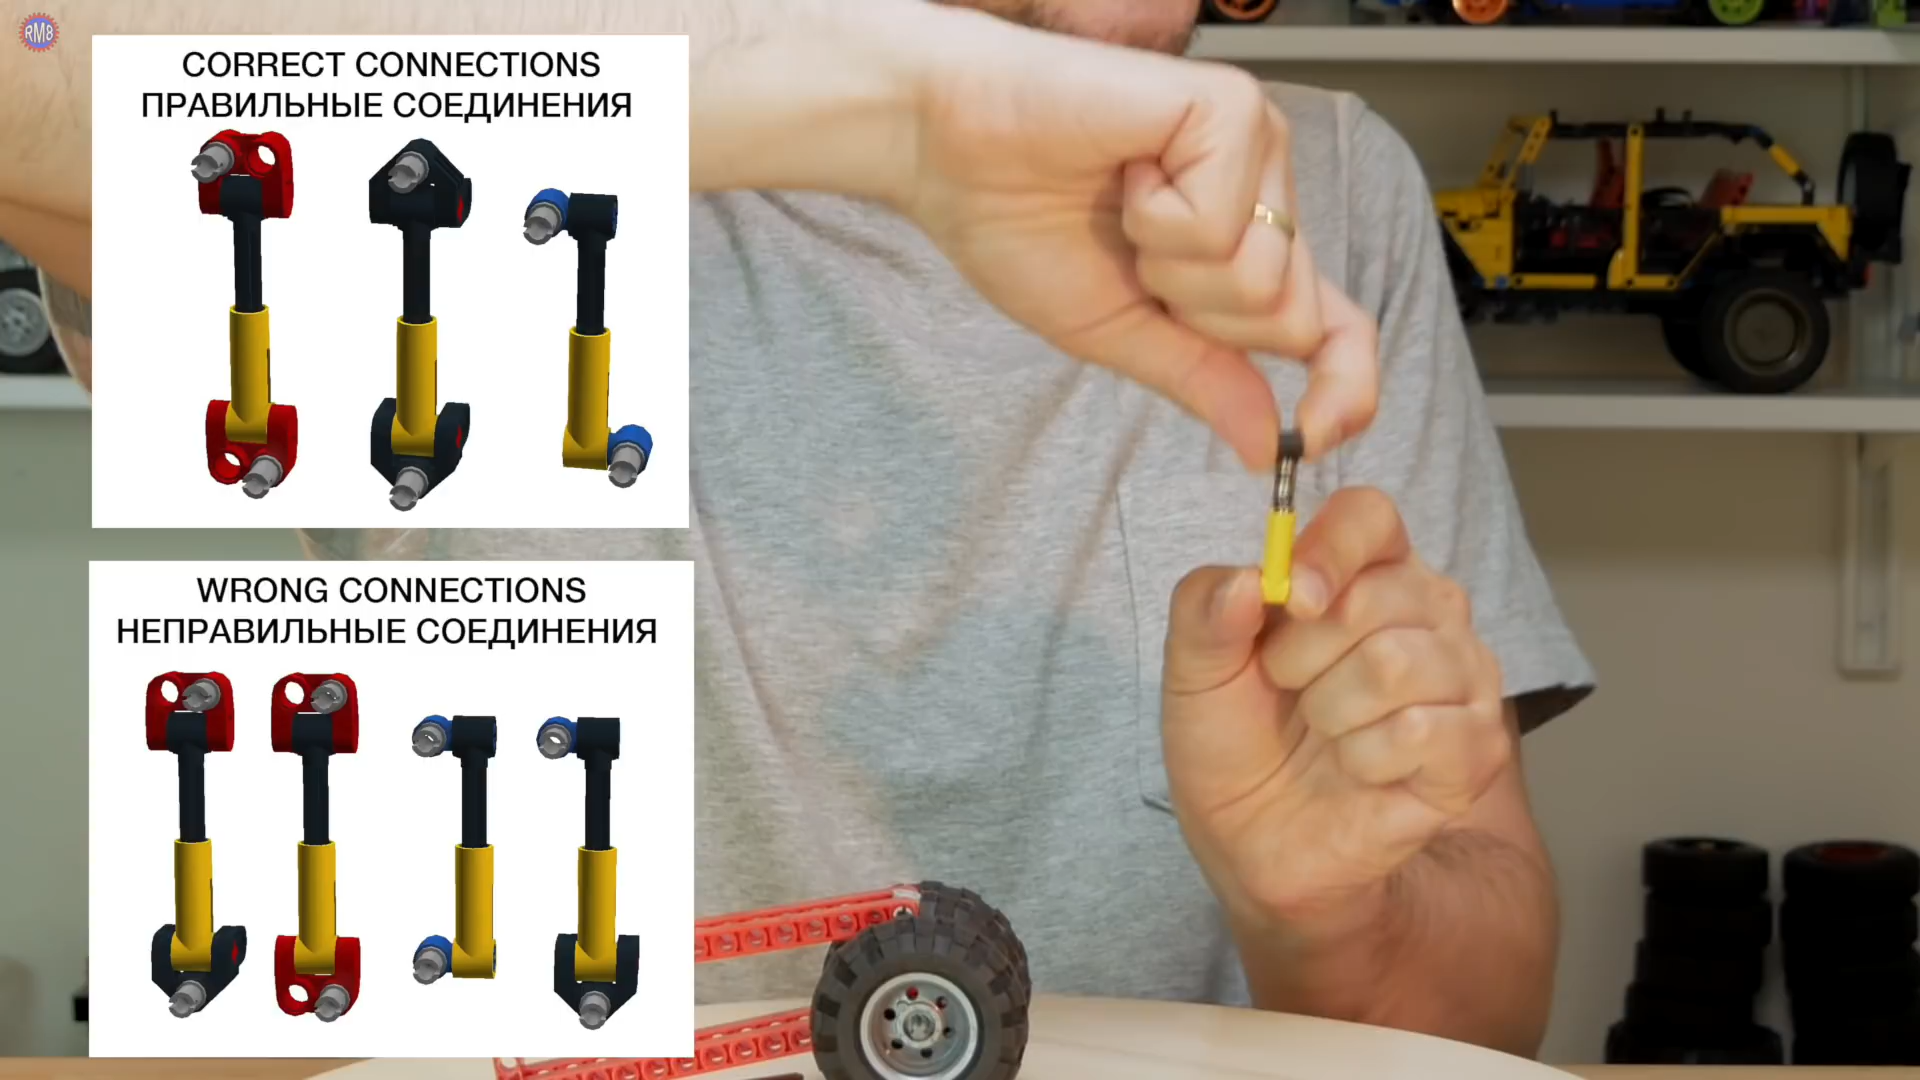 RM8
CORRECT CONNECTIONS
ПРАВИЛЬНЫЕ СОЕДИНЕНИЯ
WRONG CONNECTIONS
НЕПРАВИЛЬНЫЕ СОЕДИНЕНИЯ